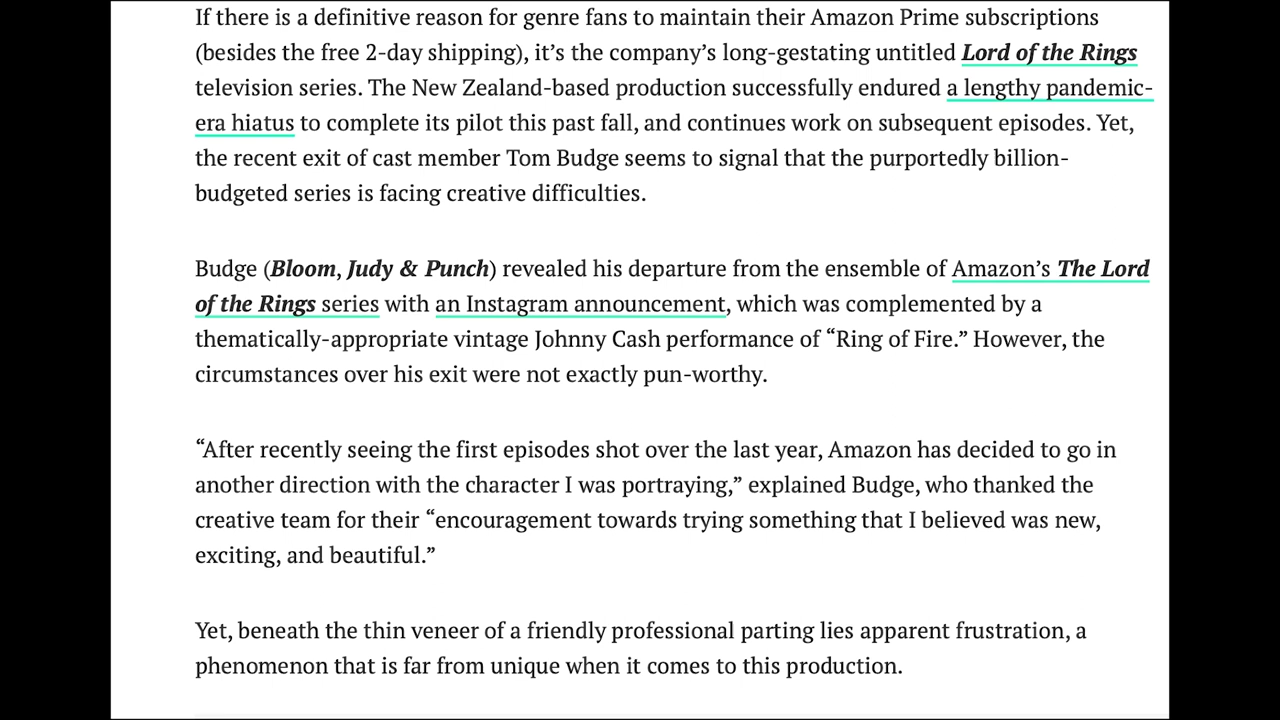 If there is a definitive reason for genre fans to maintain their Amazon Prime subscriptions
(besides the free 2-day shipping), it’s the company’s long-gestating untitled Lord of the Rings
television series. The New Zealand-based production successfully endured a lengthy pandemic-
era hiatus to complete its pilot this past fall, and continues work on subsequent episodes. Yet,
the recent exit of cast member Tom Budge seems to signal that the purportedly billion-
budgeted series is facing creative difficulties.
Budge (Bloom, Judy & Punch) revealed his departure from the ensemble of Amazon’s The Lord
of the Rings series with an Instagram announcement, which was complemented by a
thematically-appropriate vintage Johnny Cash performance of “Ring of Fire.” However, the
circumstances over his exit were not exactly pun-worthy.
“After recently seeing the first episodes shot over the last year, Amazon has decided to go in
another direction with the character I was portraying,” explained Budge, who thanked the
creative team for their “encouragement towards trying something that I believed was new,
exciting, and beautiful.”
Yet, beneath the thin veneer of a friendly professional parting lies apparent frustration, a
phenomenon that is far from unique when it comes to this production.